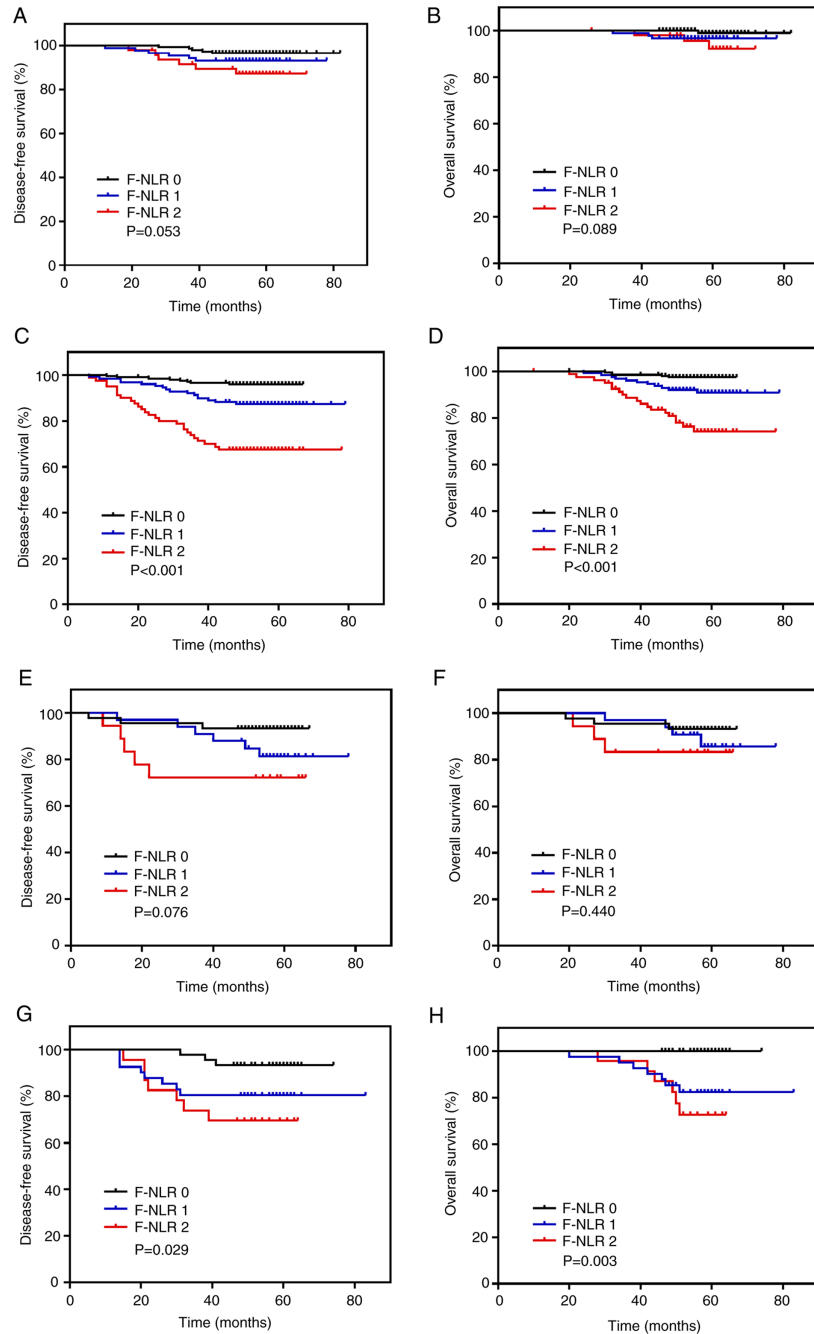 A
Disease-free survival (%)
100
80
60
40
20
0
F-NLR 0
F-NLR 1
F-NLR 2
P=0.053
0 20 40 60 80
Time (months)
B
Overall survival (%)
100
80
60
40
20
0
F-NLR 0
F-NLR 1
F-NLR 2
P=0.089
0 20 40 60 80
Time (months)
C
Disease-free survival (%)
100
80
60
40
20
0
F-NLR 0
F-NLR 1
F-NLR 2
P<0.001
0 20 40 60 80
Time (months)
D
Overall survival (%)
100
80
60
40
20
0
F-NLR 0
F-NLR 1
F-NLR 2
P<0.001
0 20 40 60 80
Time (months)
E
Disease-free survival (%)
100
80
60
40
20
0
F-NLR 0
F-NLR 1
F-NLR 2
P=0.076
0 20 40 60 80
Time (months)
F
Overall survival (%)
100
80
60
40
20
0
F-NLR 0
F-NLR 1
F-NLR 2
P=0.440
0 20 40 60 80
Time (months)
G
Disease-free survival (%)
100
80
60
40
20
0
F-NLR 0
F-NLR 1
F-NLR 2
P=0.029
0 20 40 60 80
Time (months)
H
Overall survival (%)
100
80
60
40
20
0
F-NLR 0
F-NLR 1
F-NLR 2
P=0.003
0 20 40 60 80
Time (months)